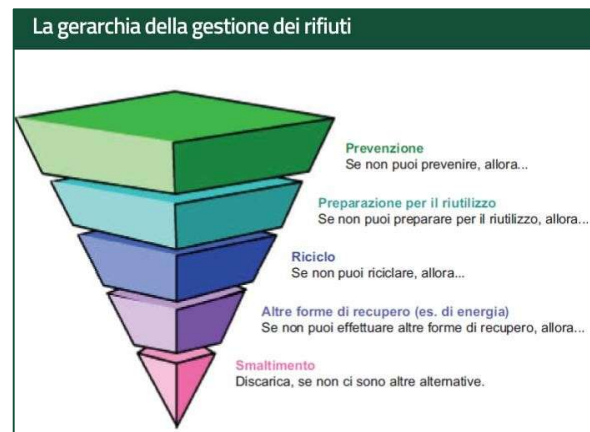 La gerarchia della gestione dei rifiuti
Prevenzione
Se non puoi prevenire, allora...
Preparazione per il riutilizzo
Se non puoi preparare per il riutilizzo, allora...
Riciclo
Se non puoi riciclare, allora...
Altre forme di recupero (es. di energia)
Se non puoi effettuare altre forme di recupero, allora...
Smaltimento
Discarica, se non ci sono altre alternative.